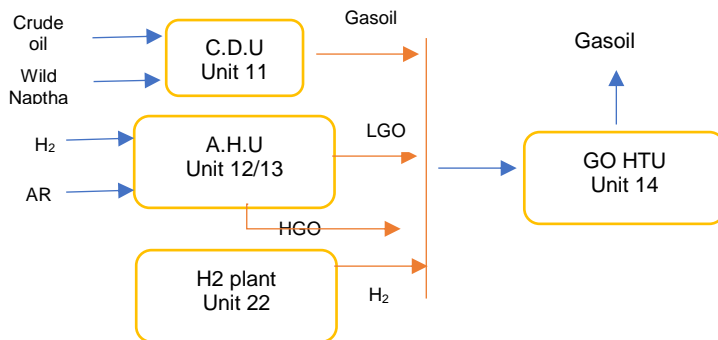 Crude
oil
Wild
Naptha
C.D.U
Unit 11
Gasoil
H₂
AR
A.H.U
Unit 12/13
LGO
HGO
H2 plant
Unit 22
H₂
Gasoil
GO HTU
Unit 14